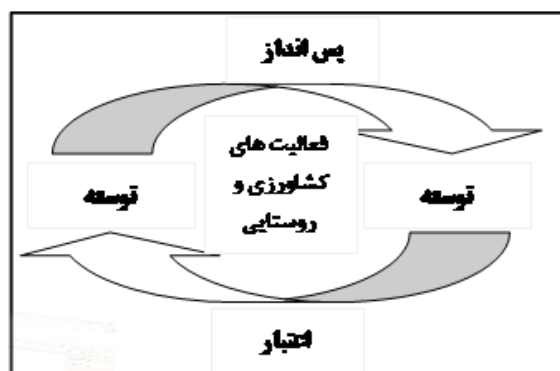 پس انداز
فعالیت های
کشاورزی و
روستایی
توسعه
توسعه
اعتبار